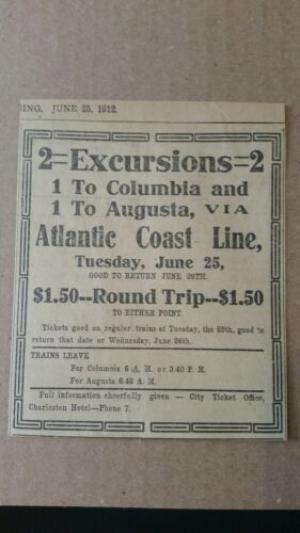 ING, JUNE 25, 1912.
2=Excursions=2
1 To Columbia and
1 To Augusta, VIA
Atlantic Coast Line,
Tuesday, June 25,
GOOD TO RETURN JUNE 26TH.
$1.50--Round Trip--$1.50
TO EITHER POINT.
Tickets good on regular trains of Tuesday, the 25th, good to
return that date or Wednesday, June 26th.
TRAINS LEAVE
For Columbia 6 A. M. or 3.40 P. M.
For Augusta 6.45 A. M.
Full information cheerfully given — City Ticket Office,
Charleston Hotel—Phone 7.